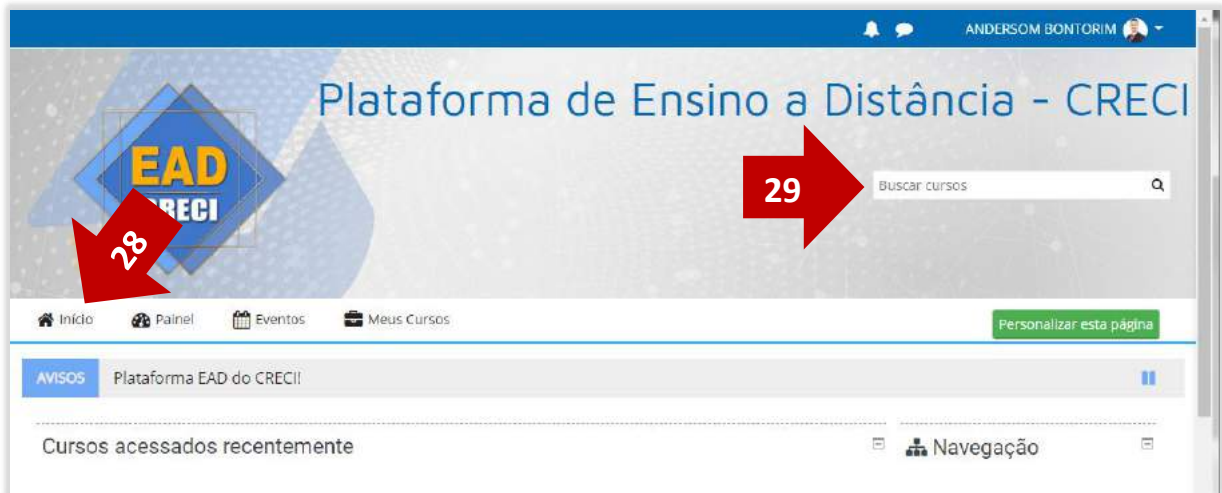 ANDERSOM BONTORIM
Plataforma de Ensino a Distância - CRECI
EAD
CRECI
29
Buscar cursos
28
Início Painel Eventos Meus Cursos
Personalizar esta página
AVISOS Plataforma EAD do CRECI!
Cursos acessados recentemente
Navegação